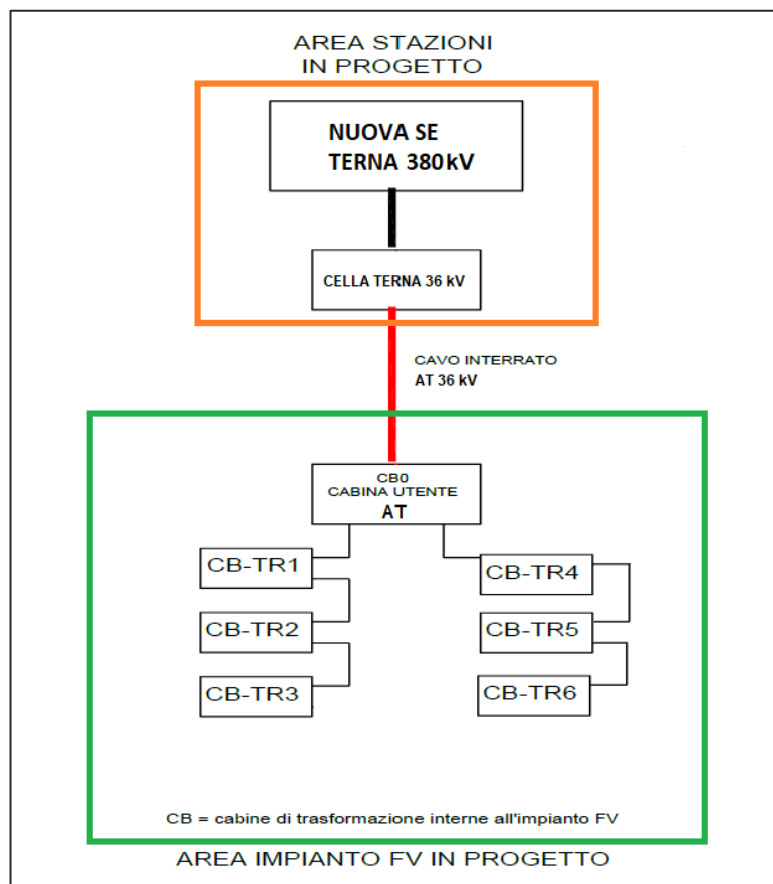 AREA STAZIONI
IN PROGETTO
NUOVA SE
TERNA 380kV
CELLA TERNA 36 kV
CAVO INTERRATO
AT 36 kV
CB0
CABINA UTENTE
AT
CB-TR1
CB-TR4
CB-TR2
CB-TR5
CB-TR3
CB-TR6
CB = cabine di trasformazione interne all'impianto FV
AREA IMPIANTO FV IN PROGETTO